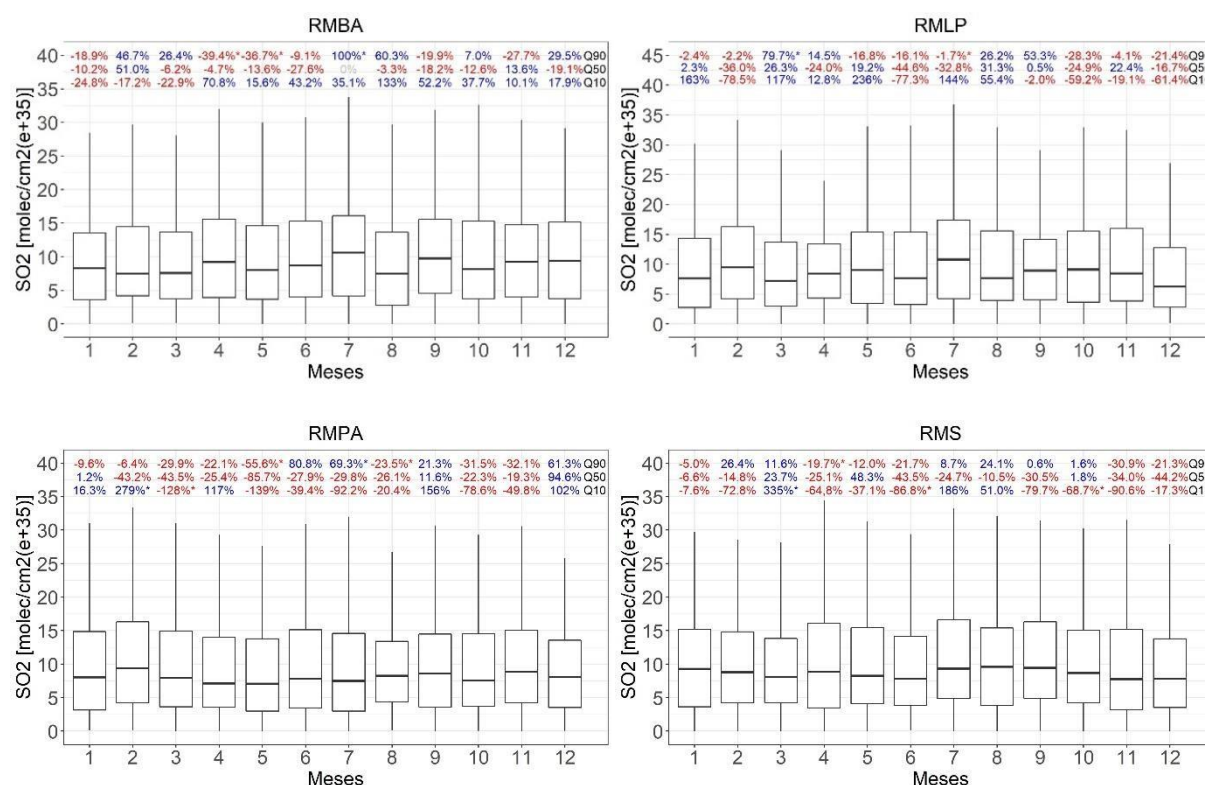 RMBA
40 -18.9% 46.7% 26.4% -39.4%* -36.7%* -9.1% 100%* 60.3% -19.9% 7.0% -27.7% 29.5% Q90
-10.2% 51.0% -6.2% -4.7% -13.6% -27.6% 0% -3.3% -18.2% -12.6% 13.6% -19.1% Q50
35 -24.8% -17.2% -22.9% 70.8% 15.6% 43.2% 35.1% 133% 52.2% 37.7% 10.1% 17.9% Q10
30
25
20
15
10
5
0
SO2 [molec/cm2(e+35)]
1 2 3 4 5 6 7 8 9 10 11 12
Meses
RMLP
45 -2.4% -2.2% 79.7%* 14.5% -16.8% -16.1% -1.7%* 26.2% 53.3% -28.3% -4.1% -21.4% Q9
40 2.3% -36.0% 26.3% -24.0% 19.2% -44.6% -32.8% 31.3% 0.5% -24.9% 22.4% -16.7% Q5
163% -78.5% 117% 12.8% 236% -77.3% 144% 55.4% -2.0% -59.2% -19.1% -61.4% Q1
35
30
25
20
15
10
5
0
SO2 [molec/cm2(e+35)]
1 2 3 4 5 6 7 8 9 10 11 12
Meses
RMPA
40 -9.6% -6.4% -29.9% -22.1% -55.6%* 80.8% 69.3%* -23.5%* 21.3% -31.5% -32.1% 61.3% Q90
1.2% -43.2% -43.5% -25.4% -85.7% -27.9% -29.8% -26.1% 11.6% -22.3% -19.3% 94.6% Q50
35 16.3% 279%* -128%* 117% -139% -39.4% -92.2% -20.4% 156% -78.6% -49.8% 102% Q10
30
25
20
15
10
5
0
SO2 [molec/cm2(e+35)]
1 2 3 4 5 6 7 8 9 10 11 12
Meses
RMS
40 -5.0% 26.4% 11.6% -19.7%* -12.0% -21.7% 8.7% 24.1% 0.6% 1.6% -30.9% -21.3% Q9
-6.6% -14.8% 23.7% -25.1% 48.3% -43.5% -24.7% -10.5% -30.5% 1.8% -34.0% -44.2% Q5
35 -7.6% -72.8% 335%* -64,8% -37.1% -86.8%* 186% 51.0% -79.7% -68.7%* -90.6% -17.3% Q1
30
25
20
15
10
5
0
SO2 [molec/cm2(e+35)]
1 2 3 4 5 6 7 8 9 10 11 12
Meses